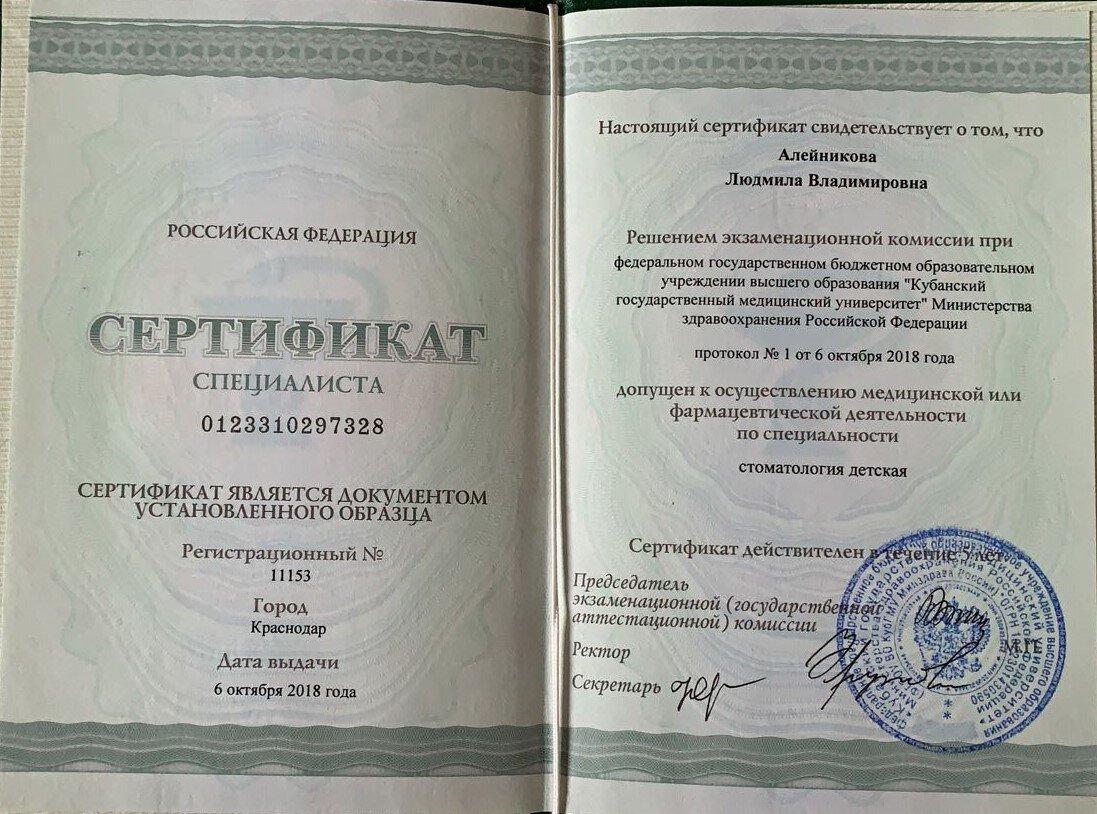 РОССИЙСКАЯ ФЕДЕРАЦИЯ
СЕРТИФИКАТ
СПЕЦИАЛИСТА
0123310297328
СЕРТИФИКАТ ЯВЛЯЕТСЯ ДОКУМЕНТОМ
УСТАНОВЛЕННОГО ОБРАЗЦА
Регистрационный №
11153
Город
Краснодар
Дата выдачи
6 октября 2018 года
Настоящий сертификат свидетельствует о том, что
Алейникова
Людмила Владимировна
Решением экзаменационной комиссии при
федеральном государственном бюджетном образовательном
учреждении высшего образования "Кубанский
государственный медицинский университет" Министерства
здравоохранения Российской Федерации
протокол № 1 от 6 октября 2018 года
допущен к осуществлению медицинской или
фармацевтической деятельности
по специальности
стоматология детская
Сертификат действителен в течение 5 лет
Председатель
экзаменационной (государственной
аттестационной) комиссии
М.П.
Ректор
Секретарь